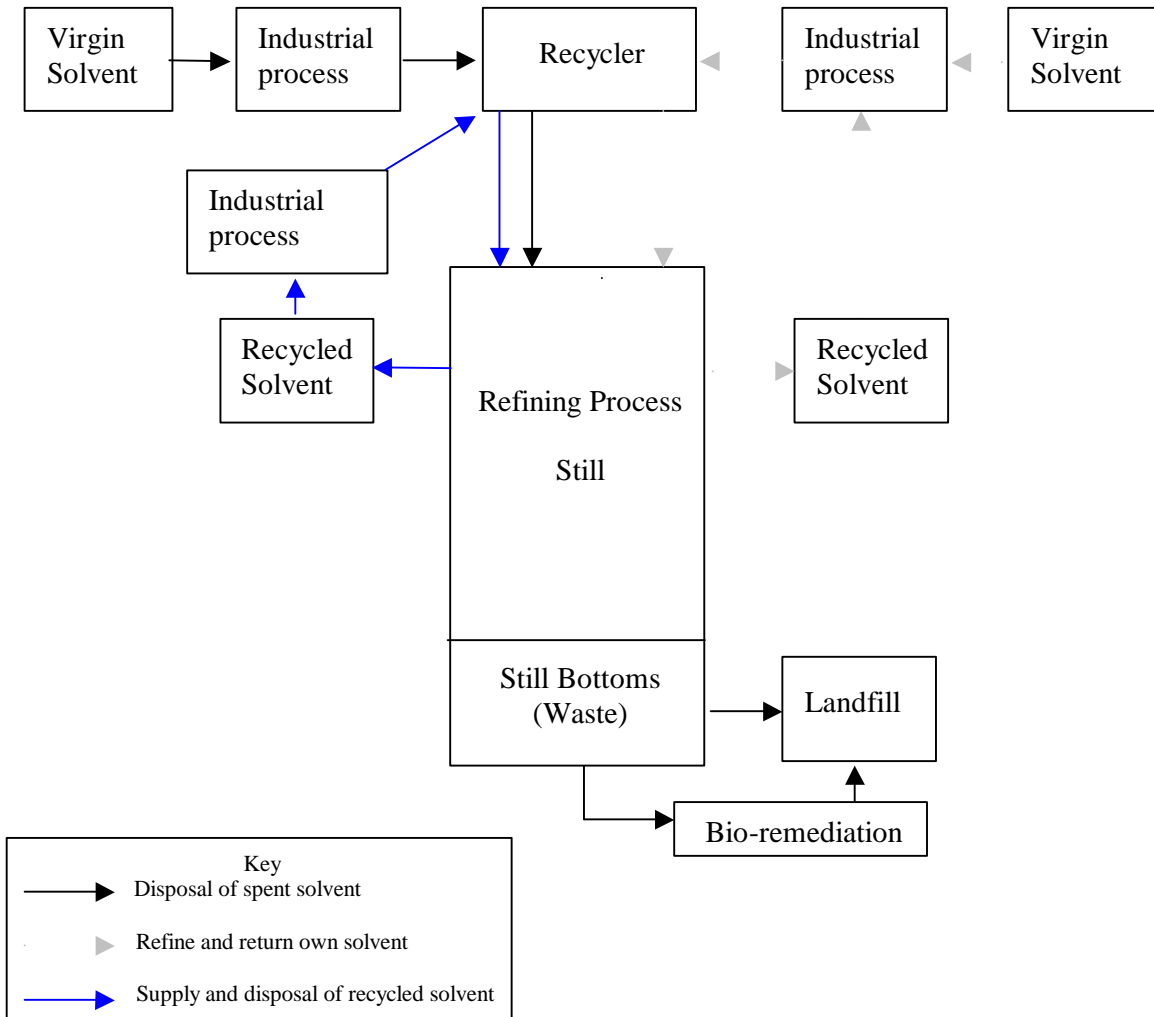 Virgin
Solvent
Industrial
process
Recycler
Industrial
process
Virgin
Solvent
Industrial
process
Recycled
Solvent
Refining Process
Still
Recycled
Solvent
Still Bottoms
(Waste)
Landfill
Bio-remediation
Key
Disposal of spent solvent
Refine and return own solvent
Supply and disposal of recycled solvent